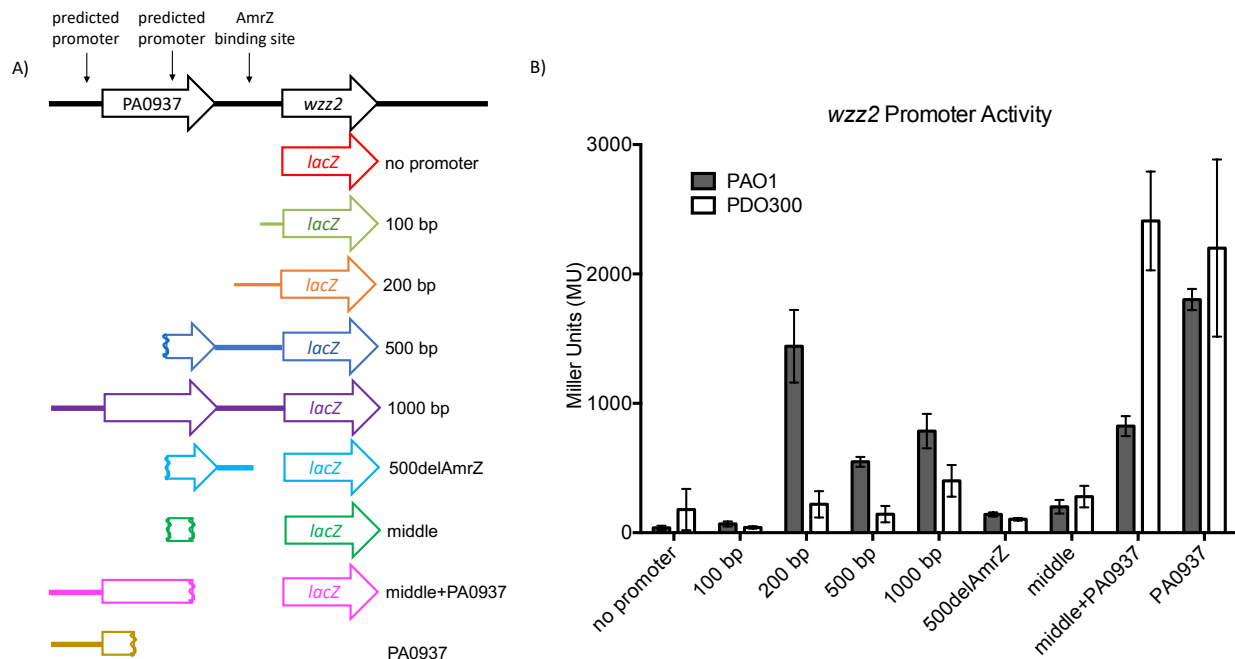 predicted
promoter
predicted
promoter
AmrZ
binding site
A)
PA0937
wzz2
lacZ
no promoter
lacZ
100 bp
lacZ
200 bp
lacZ
500 bp
lacZ
1000 bp
lacZ
500delAmrZ
lacZ
middle
lacZ
middle+PA0937
PA0937
B)
wzz2 Promoter Activity
PAO1
PDO300
Miller Units (MU)
3000
2000
1000
0
no promoter
100 bp
200 bp
500 bp
1000 bp
500delAmrZ
middle
middle+PA0937
PA0937